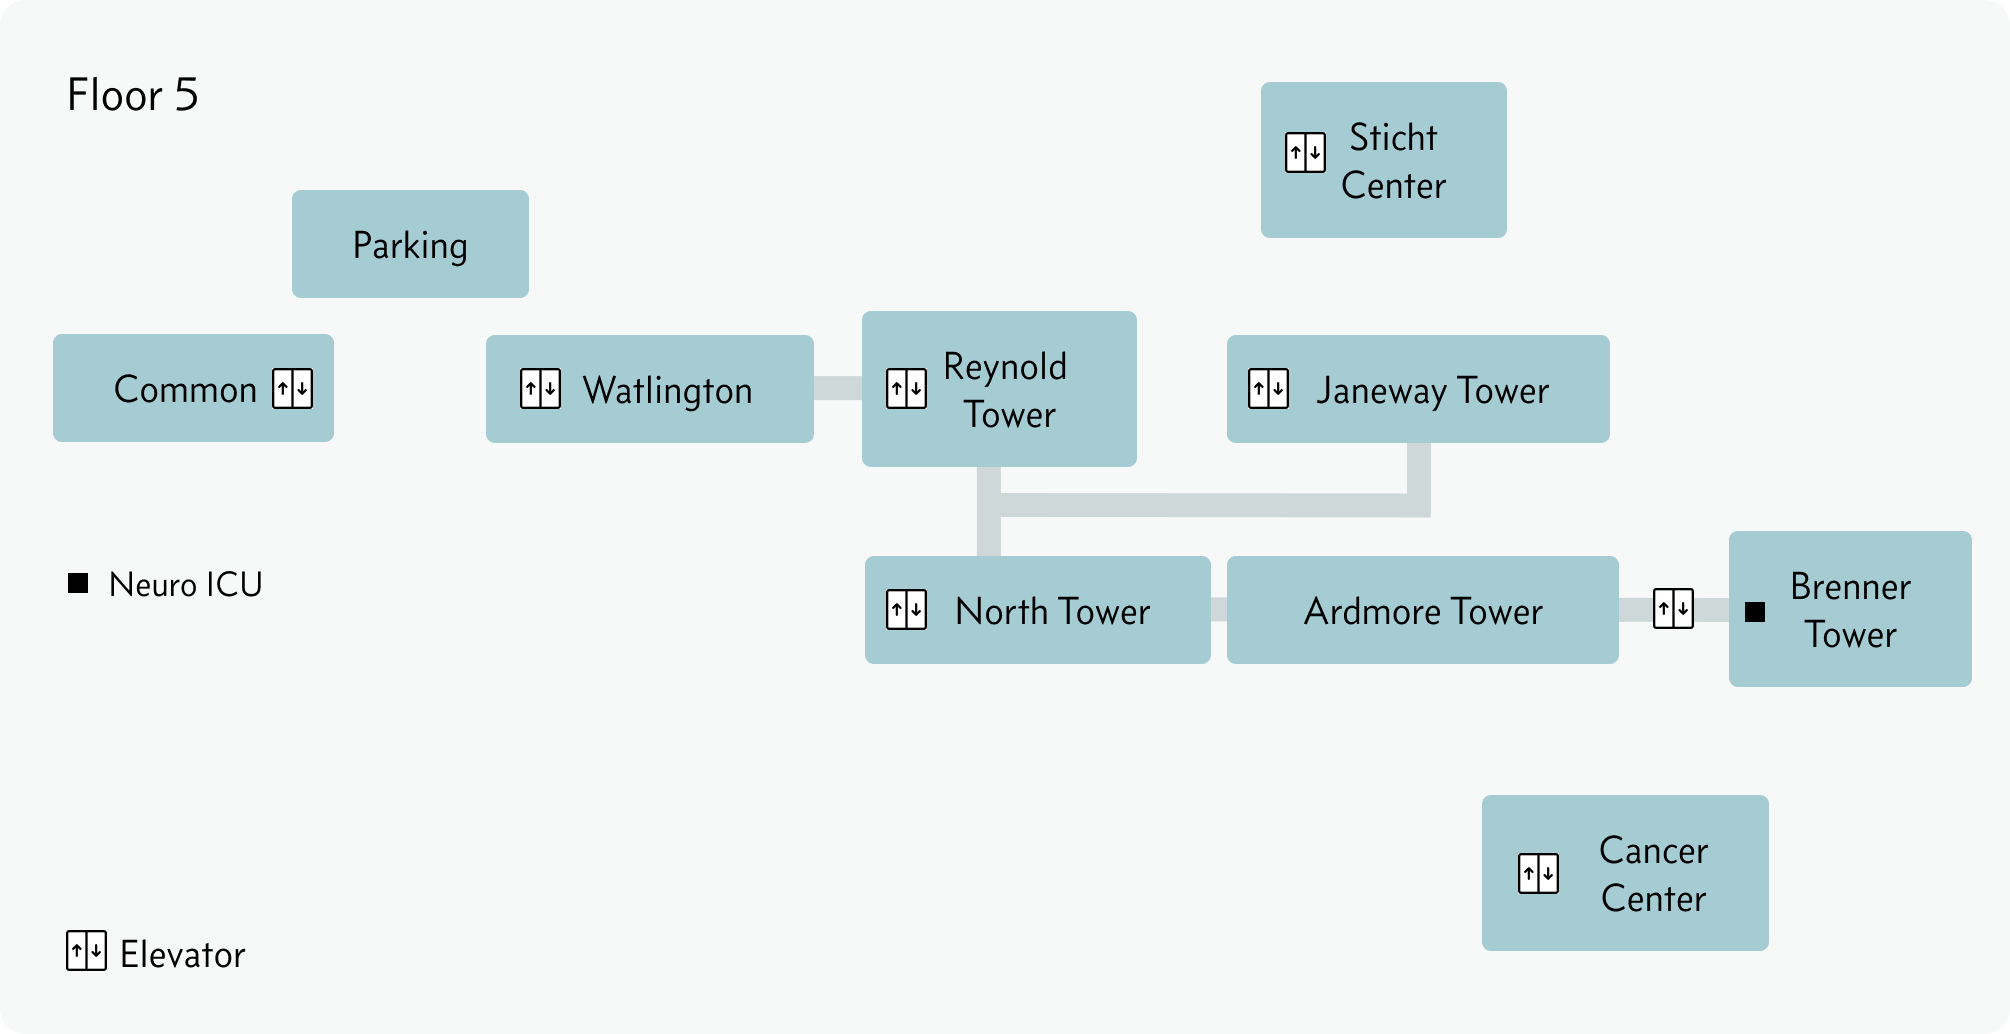 Floor 5
Sticht
Center
Parking
Common
Watlington
Reynold
Tower
Janeway Tower
Neuro ICU
North Tower
Ardmore Tower
Brenner
Tower
Cancer
Center
Elevator